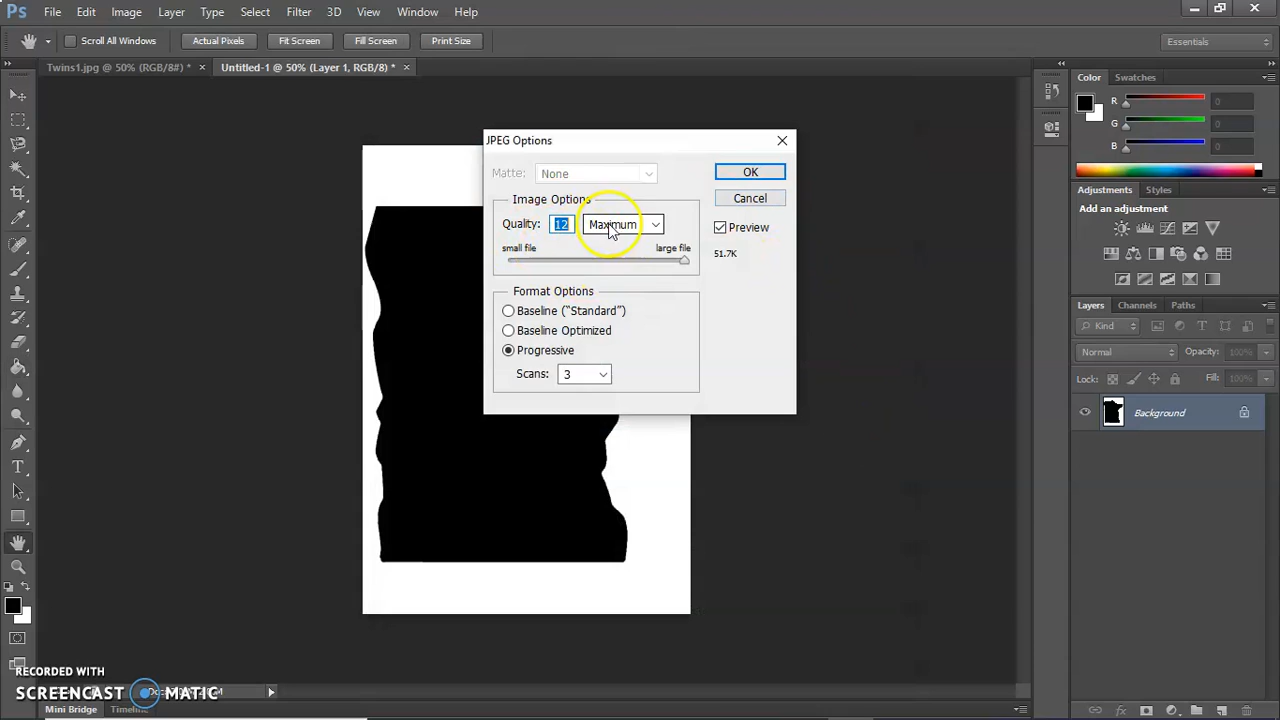 Ps File Edit Image Layer Type Select Filter 3D View Window Help
Scroll All Windows Actual Pixels Fit Screen Fill Screen Print Size Essentials
Twins1.jpg @ 50% (RGB/8#) * × Untitled-1 @ 50% (Layer 1, RGB/8) * ×
Color Swatches
R 0
G 0
B 0
JPEG Options
Matte: None
OK
Image Options
Cancel
Quality: 12 Maximum
Preview
small file large file
51.7K
Format Options
Baseline ("Standard")
Baseline Optimized
Progressive
Scans: 3
Adjustments Styles
Add an adjustment
Layers Channels Paths
Kind
Normal Opacity: 100%
Lock: Fill: 100%
Background
RECORDED WITH
SCREENCAST MATIC
Mini Bridge Timeline